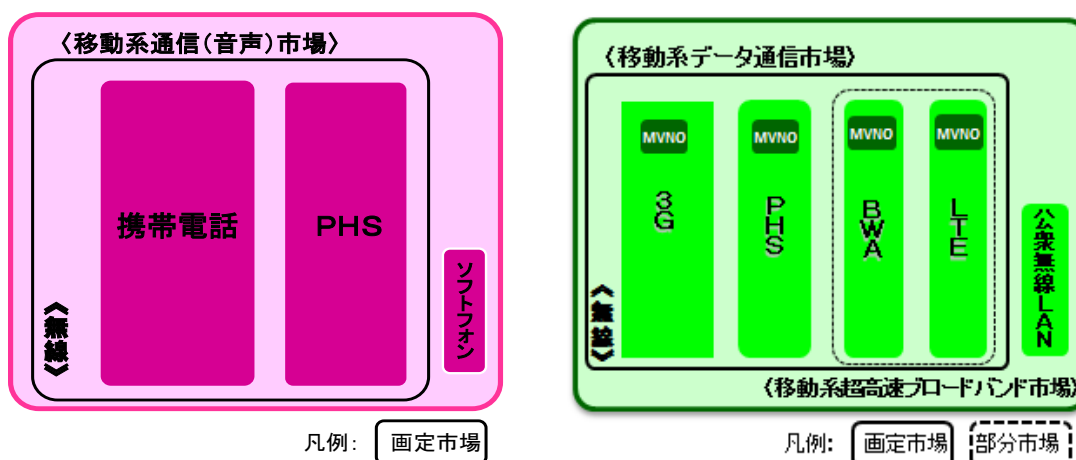 〈移動系通信(音声)市場〉
携帯電話
PHS
ソフトフォン
《無線》
凡例:
画定市場
〈移動系データ通信市場〉
MVNO
3G
MVNO
PHS
MVNO
BWA
MVNO
LTE
公衆無線LAN
《無線》
〈移動系超高速ブロードバンド市場〉
凡例:
画定市場
部分市場